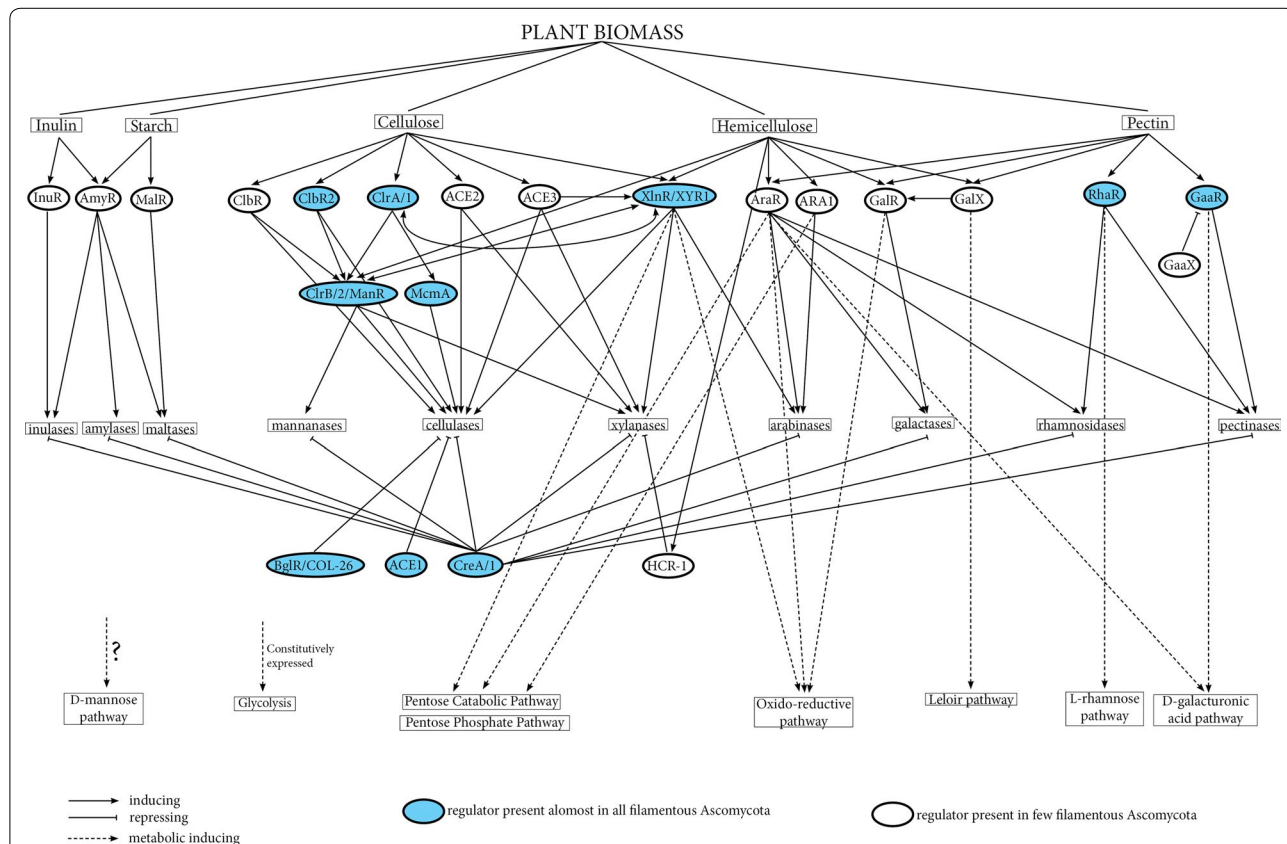 PLANT BIOMASS
Inulin
Starch
Cellulose
Hemicellulose
Pectin
InuR
AmyR
MalR
ClbR
ClbR2
ClrA/1
ACE2
ACE3
XlnR/XYR1
AraR
ARA1
GalR
GalX
RhaR
GaaR
GaaX
ClrB/2/ManR
McmA
inulases
amylases
maltases
mannanases
cellulases
xylanases
arabinases
galactases
rhamnosidases
pectinases
BglR/COL-26
ACE1
CreA/1
HCR-1
?
Constitutively
expressed
D-mannose
pathway
Glycolysis
Pentose Catabolic Pathway
Pentose Phosphate Pathway
Oxido-reductive
pathway
Leloir pathway
L-rhamnose
pathway
D-galacturonic
acid pathway
inducing
repressing
metabolic inducing
regulator present alomost in all filamentous Ascomycota
regulator present in few filamentous Ascomycota